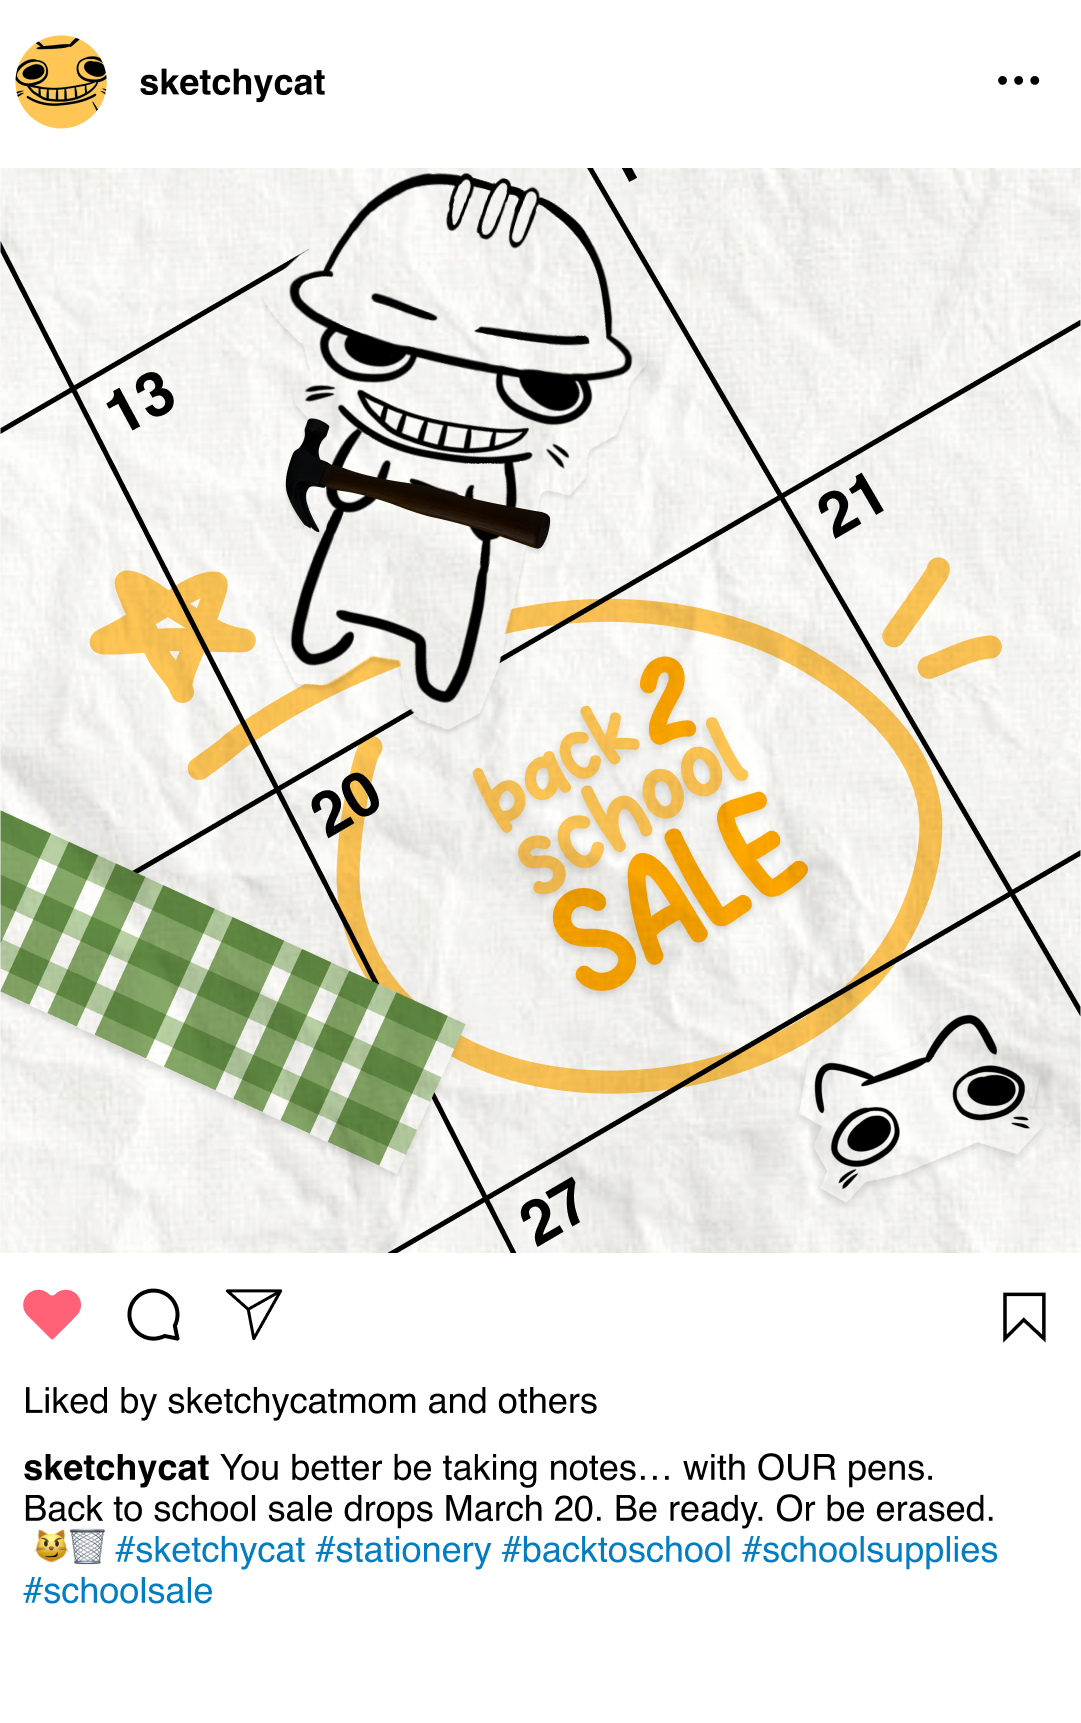 sketchycat
13
21
20
back 2
school
SALE
27
Liked by sketchycatmom and others
sketchycat You better be taking notes... with OUR pens.
Back to school sale drops March 20. Be ready. Or be erased.
😼🗑️ #sketchycat #stationery #backtoschool #schoolsupplies
#schoolsale